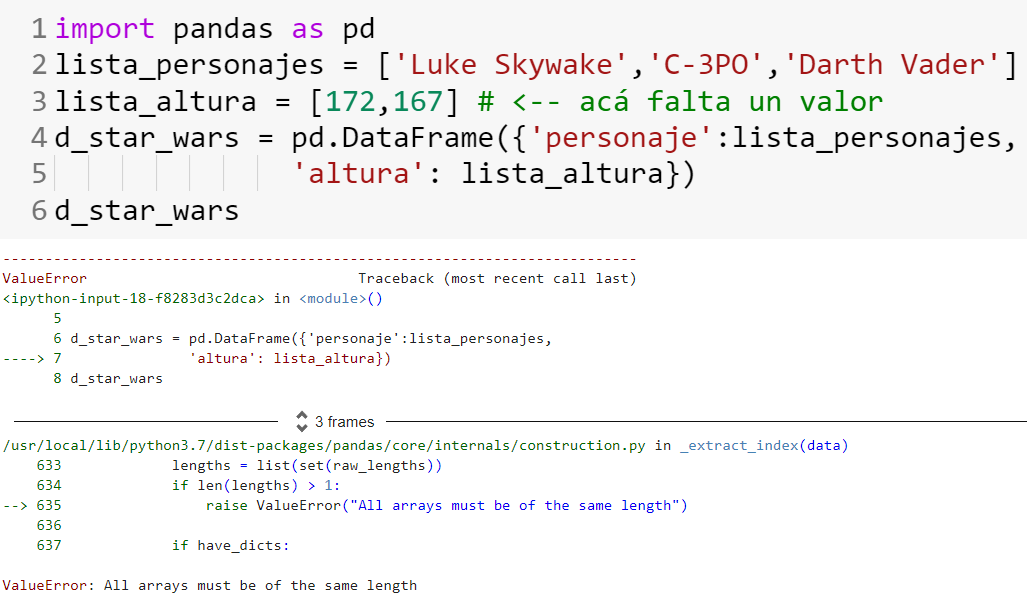 1 import pandas as pd
2 lista_personajes = ['Luke Skywake','C-3PO','Darth Vader']
3 lista_altura = [172,167] # <-- acá falta un valor
4 d_star_wars = pd.DataFrame({'personaje':lista_personajes,
5               'altura': lista_altura})
6 d_star_wars
---------------------------------------------------------------------------
ValueError                                Traceback (most recent call last)
<ipython-input-18-f8283d3c2dca> in <module>()
      5
      6 d_star_wars = pd.DataFrame({'personaje':lista_personajes,
----> 7               'altura': lista_altura})
      8 d_star_wars
3 frames
/usr/local/lib/python3.7/dist-packages/pandas/core/internals/construction.py in _extract_index(data)
    633             lengths = list(set(raw_lengths))
    634             if len(lengths) > 1:
--> 635                 raise ValueError("All arrays must be of the same length")
    636
    637             if have_dicts:
ValueError: All arrays must be of the same length